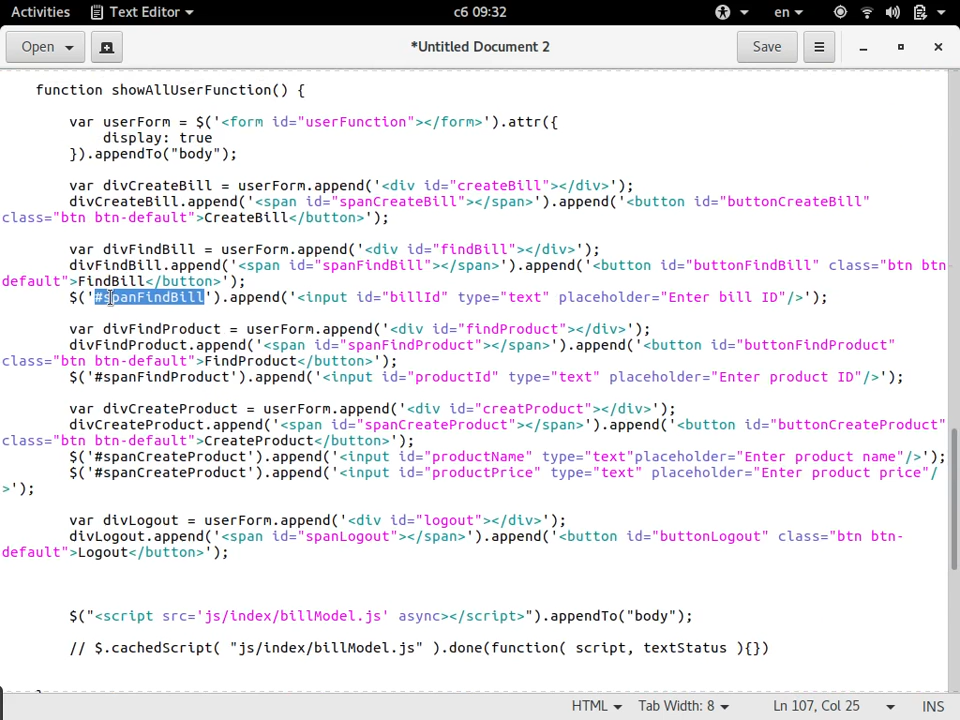 Activities Text Editor сб 09:32 en
Open *Untitled Document 2 Save
function showAllUserFunction() {
var userForm = $('<form id="userFunction"></form>').attr({
display: true
}).appendTo("body");
var divCreateBill = userForm.append('<div id="createBill"></div>');
divCreateBill.append('<span id="spanCreateBill"></span>').append('<button id="buttonCreateBill"
class="btn btn-default">CreateBill</button>');
var divFindBill = userForm.append('<div id="findBill"></div>');
divFindBill.append('<span id="spanFindBill"></span>').append('<button id="buttonFindBill" class="btn btn-
default">FindBill</button>');
$('#spanFindBill').append('<input id="billId" type="text" placeholder="Enter bill ID"/>');
var divFindProduct = userForm.append('<div id="findProduct"></div>');
divFindProduct.append('<span id="spanFindProduct"></span>').append('<button id="buttonFindProduct"
class="btn btn-default">FindProduct</button>');
$('#spanFindProduct').append('<input id="productId" type="text" placeholder="Enter product ID"/>');
var divCreateProduct = userForm.append('<div id="creatProduct"></div>');
divCreateProduct.append('<span id="spanCreateProduct"></span>').append('<button id="buttonCreateProduct"
class="btn btn-default">CreateProduct</button>');
$('#spanCreateProduct').append('<input id="productName" type="text"placeholder="Enter product name"/>');
$('#spanCreateProduct').append('<input id="productPrice" type="text" placeholder="Enter product price"/
>');
var divLogout = userForm.append('<div id="logout"></div>');
divLogout.append('<span id="spanLogout"></span>').append('<button id="buttonLogout" class="btn btn-
default">Logout</button>');
$("<script src='js/index/billModel.js' async></script>").appendTo("body");
// $.cachedScript( "js/index/billModel.js" ).done(function( script, textStatus ){})
HTML Tab Width: 8 Ln 107, Col 25 INS